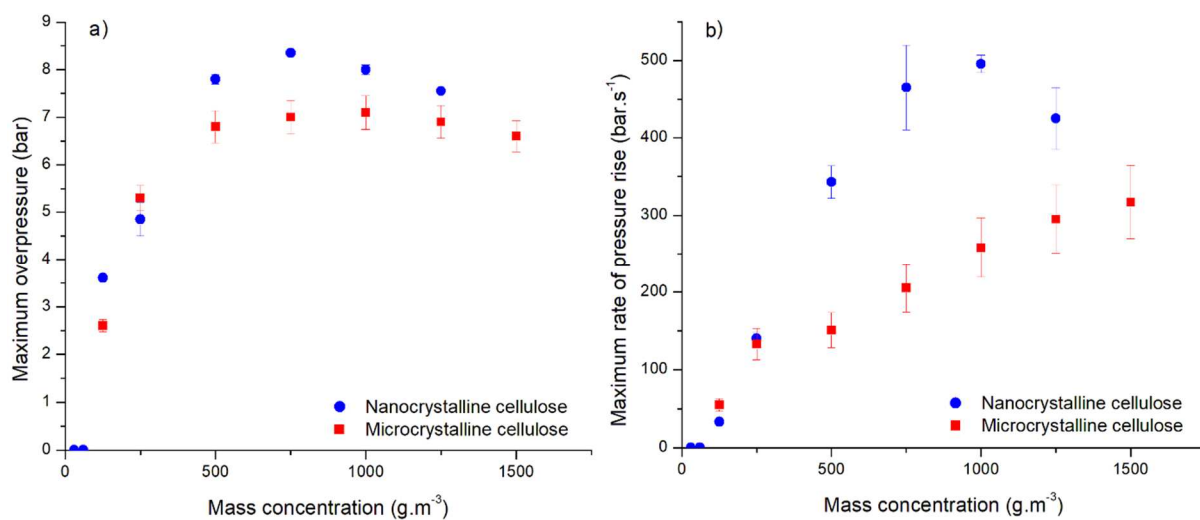 a)
Maximum overpressure (bar)
9
8
7
6
5
4
3
2
1
0
0
500
1000
1500
Mass concentration (g.m⁻³)
Nanocrystalline cellulose
Microcrystalline cellulose
b)
Maximum rate of pressure rise (bar.s⁻¹)
500
400
300
200
100
0
0
500
1000
1500
Mass concentration (g.m⁻³)
Nanocrystalline cellulose
Microcrystalline cellulose